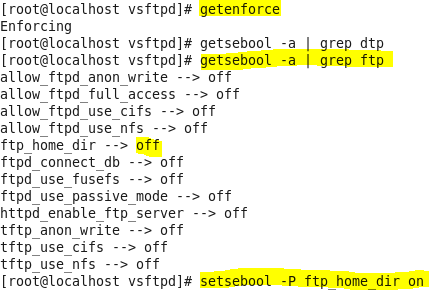 [root@localhost vsftpd]# getenforce
Enforcing
[root@localhost vsftpd]# getsebool -a | grep dtp
[root@localhost vsftpd]# getsebool -a | grep ftp
allow_ftpd_anon_write --> off
allow_ftpd_full_access --> off
allow_ftpd_use_cifs --> off
allow_ftpd_use_nfs --> off
ftp_home_dir --> off
ftpd_connect_db --> off
ftpd_use_fusefs --> off
ftpd_use_passive_mode --> off
httpd_enable_ftp_server --> off
tftp_anon_write --> off
tftp_use_cifs --> off
tftp_use_nfs --> off
[root@localhost vsftpd]# setsebool -P ftp_home_dir on